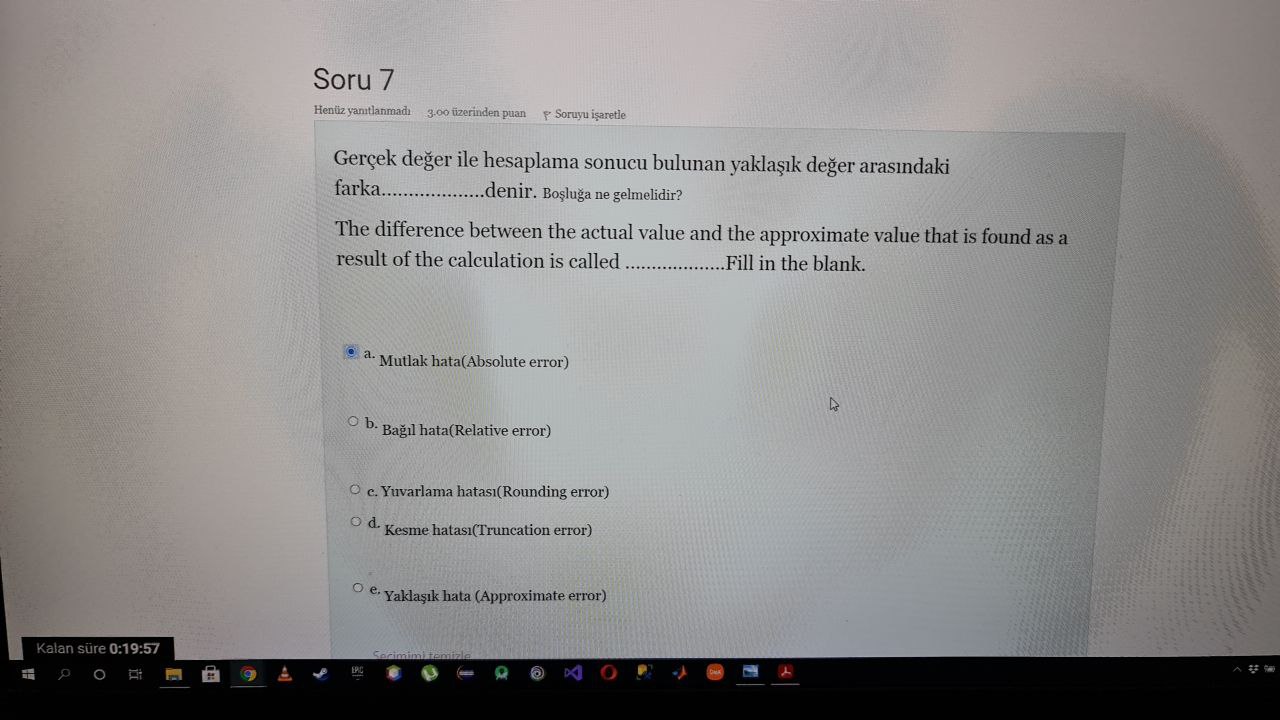 Soru 7
Henüz yanıtlanmadı 3.00 üzerinden puan Soruyu işaretle
Gerçek değer ile hesaplama sonucu bulunan yaklaşık değer arasındaki
farka...................denir. Boşluğa ne gelmelidir?
The difference between the actual value and the approximate value that is found as a
result of the calculation is called ...................Fill in the blank.
a. Mutlak hata(Absolute error)
b. Bağıl hata(Relative error)
c. Yuvarlama hatası(Rounding error)
d. Kesme hatası(Truncation error)
e. Yaklaşık hata (Approximate error)
Seçimimi temizle
Kalan süre 0:19:57
EPIC